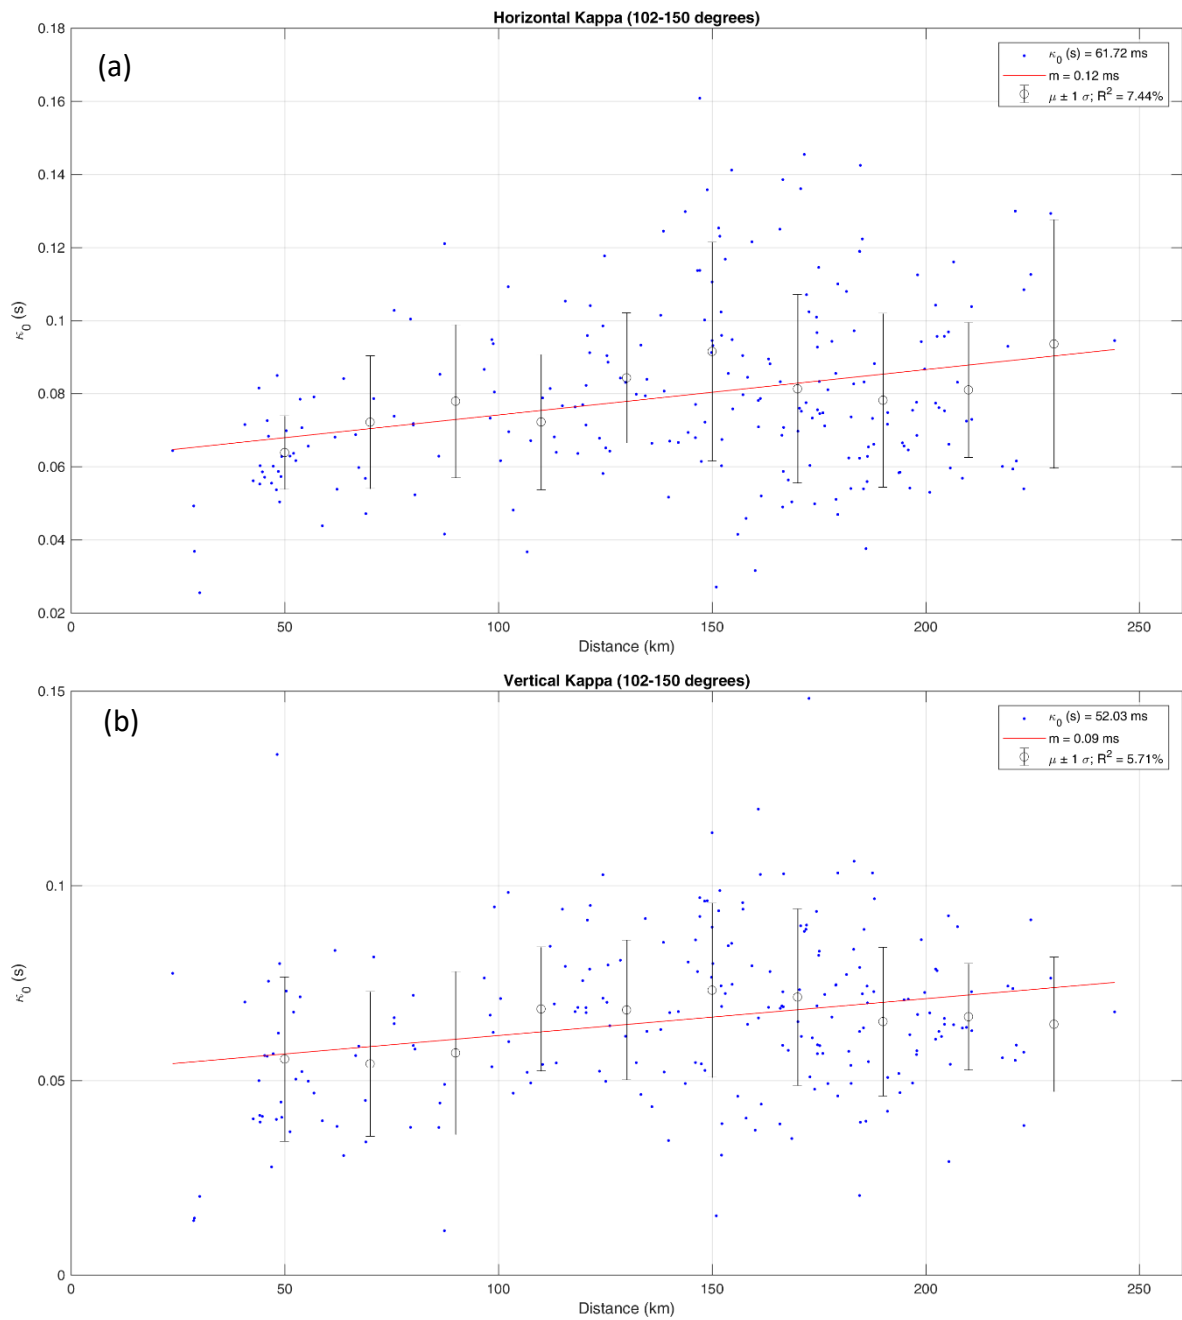 Horizontal Kappa (102-150 degrees)
(a)
κ₀ (s) = 61.72 ms
m = 0.12 ms
μ ± 1 σ; R² = 7.44%
0.18
0.16
0.14
0.12
0.1
0.08
0.06
0.04
0.02
κ₀ (s)
0 50 100 150 200 250
Distance (km)
Vertical Kappa (102-150 degrees)
(b)
κ₀ (s) = 52.03 ms
m = 0.09 ms
μ ± 1 σ; R² = 5.71%
0.15
0.1
0.05
0
κ₀ (s)
0 50 100 150 200 250
Distance (km)